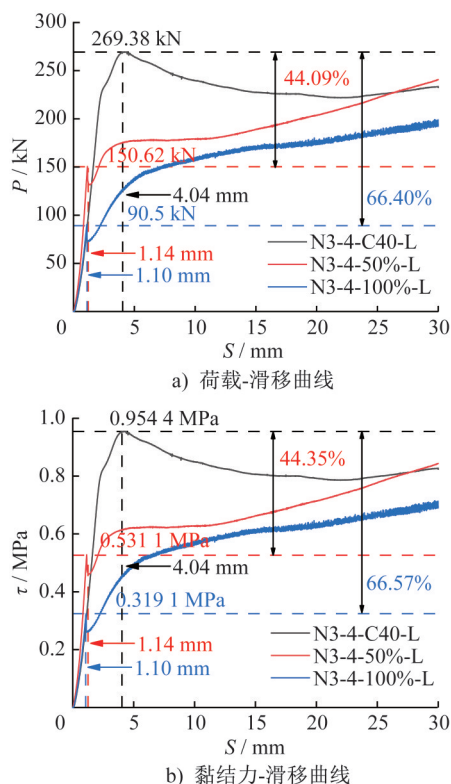 300
269.38 kN
250
44.09%
200
P / kN
150.62 kN
150
4.04 mm
100
90.5 kN
66.40%
N3-4-C40-L
50
1.14 mm
N3-4-50%-L
1.10 mm
N3-4-100%-L
0 5 10 15 20 25 30
S / mm
a) 荷载-滑移曲线
1.0
0.954 4 MPa
44.35%
0.8
τ / MPa
0.6
0.531 1 MPa
4.04 mm
0.4
0.319 1 MPa
66.57%
N3-4-C40-L
0.2
1.14 mm
N3-4-50%-L
1.10 mm
N3-4-100%-L
0 5 10 15 20 25 30
S / mm
b) 黏结力-滑移曲线